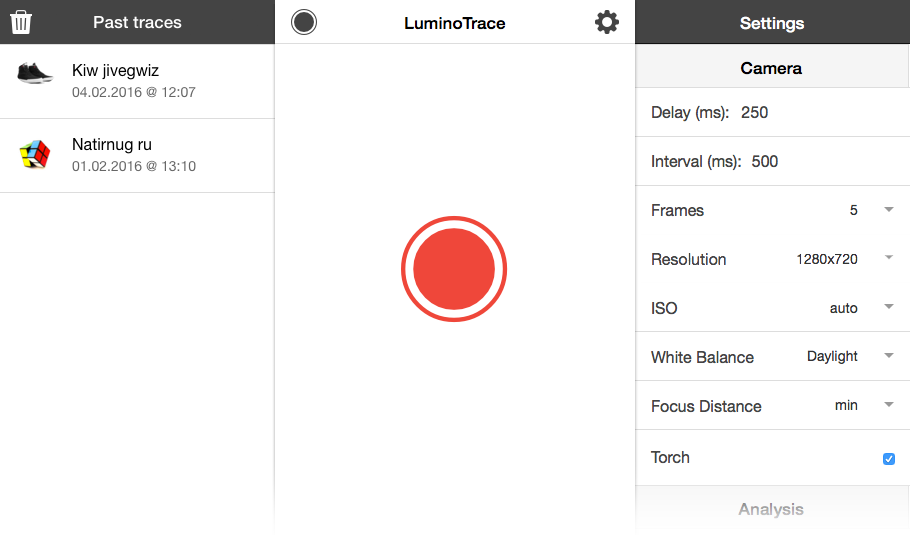 Past traces
Kiw jivegwiz
04.02.2016 @ 12:07
Natirnug ru
01.02.2016 @ 13:10
LuminoTrace
Settings
Camera
Delay (ms): 250
Interval (ms): 500
Frames 5
Resolution 1280x720
ISO auto
White Balance Daylight
Focus Distance min
Torch
Analysis